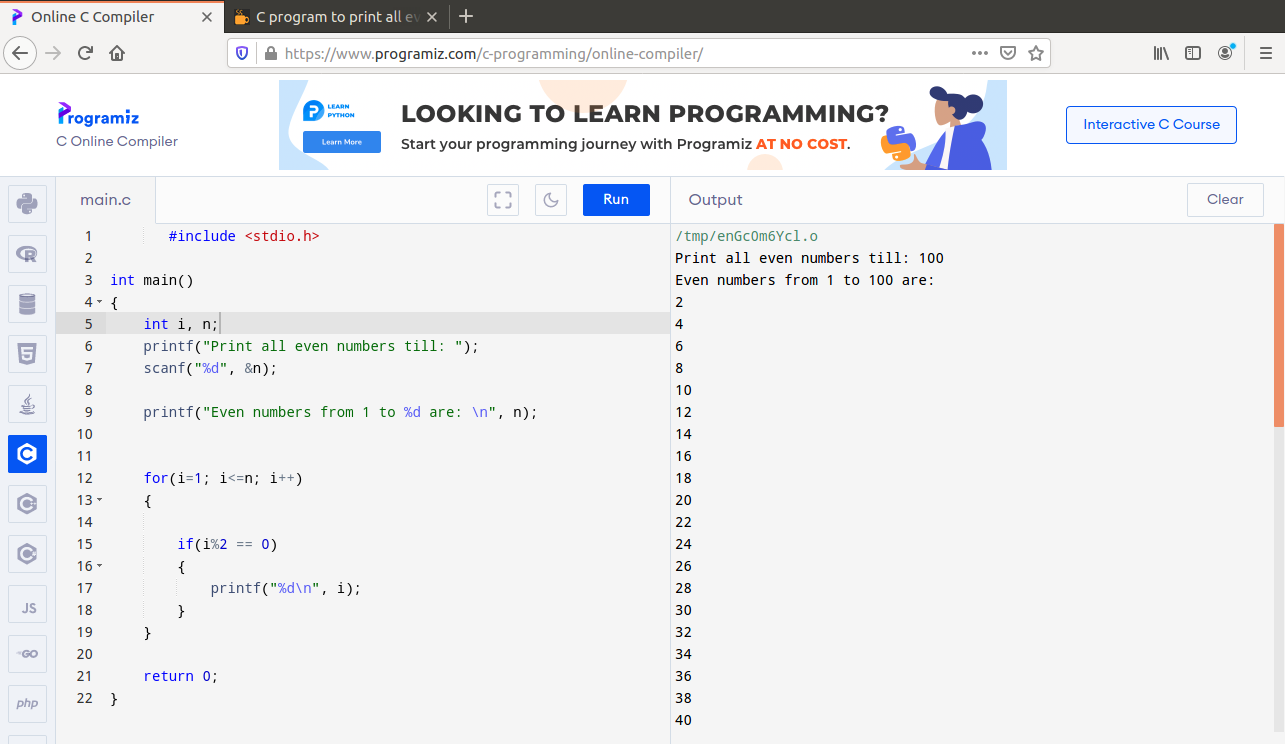 Online C Compiler
C program to print all ev
https://www.programiz.com/c-programming/online-compiler/
Programiz
C Online Compiler
LEARN
PYTHON
Learn More
LOOKING TO LEARN PROGRAMMING?
Start your programming journey with Programiz AT NO COST.
Interactive C Course
main.c
Run
Output
Clear
1 #include <stdio.h>
2
3 int main()
4 {
5 int i, n;
6 printf("Print all even numbers till: ");
7 scanf("%d", &n);
8
9 printf("Even numbers from 1 to %d are: \n", n);
10
11
12 for(i=1; i<=n; i++)
13 {
14
15 if(i%2 == 0)
16 {
17 printf("%d\n", i);
18 }
19 }
20
21 return 0;
22 }
JS
GO
php
/tmp/enGcOm6Ycl.o
Print all even numbers till: 100
Even numbers from 1 to 100 are:
2
4
6
8
10
12
14
16
18
20
22
24
26
28
30
32
34
36
38
40